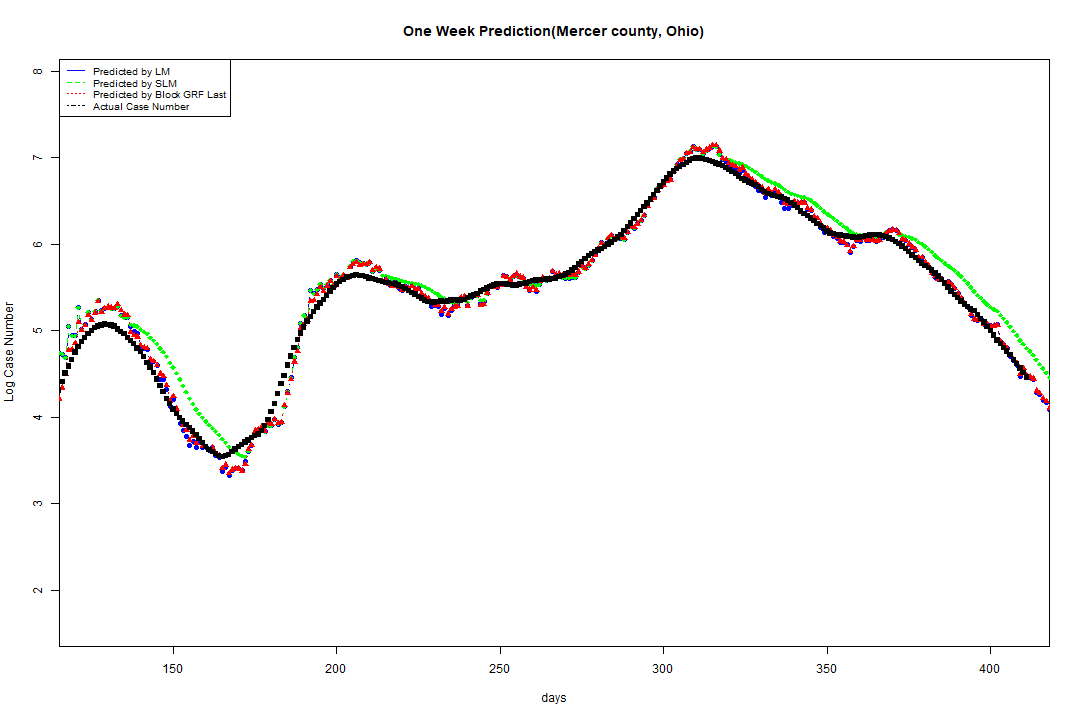 One Week Prediction(Mercer county, Ohio)
Predicted by LM
Predicted by SLM
Predicted by Block GRF Last
Actual Case Number
8
7
6
5
4
3
2
Log Case Number
150 200 250 300 350 400
days